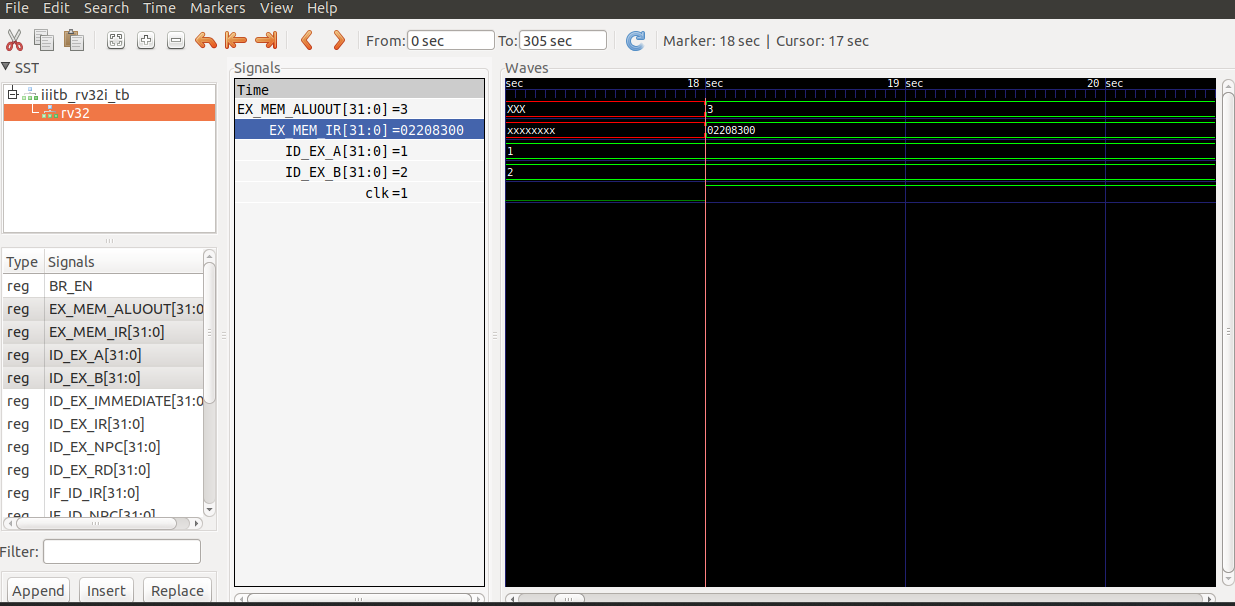 File Edit Search Time Markers View Help
From: 0 sec To: 305 sec Marker: 18 sec | Cursor: 17 sec
SST
iiitb_rv32i_tb
rv32
Type Signals
reg BR_EN
reg EX_MEM_ALUOUT[31:0
reg EX_MEM_IR[31:0]
reg ID_EX_A[31:0]
reg ID_EX_B[31:0]
reg ID_EX_IMMEDIATE[31:0
reg ID_EX_IR[31:0]
reg ID_EX_NPC[31:0]
reg ID_EX_RD[31:0]
reg IF_ID_IR[31:0]
reg IF_ID_NPC[31:0]
Filter:
Append Insert Replace
Signals
Time
EX_MEM_ALUOUT[31:0] =3
EX_MEM_IR[31:0] =02208300
ID_EX_A[31:0] =1
ID_EX_B[31:0] =2
clk =1
Waves
sec 18 sec 19 sec 20 sec
XXX 3
xxxxxxxx 02208300
1
2